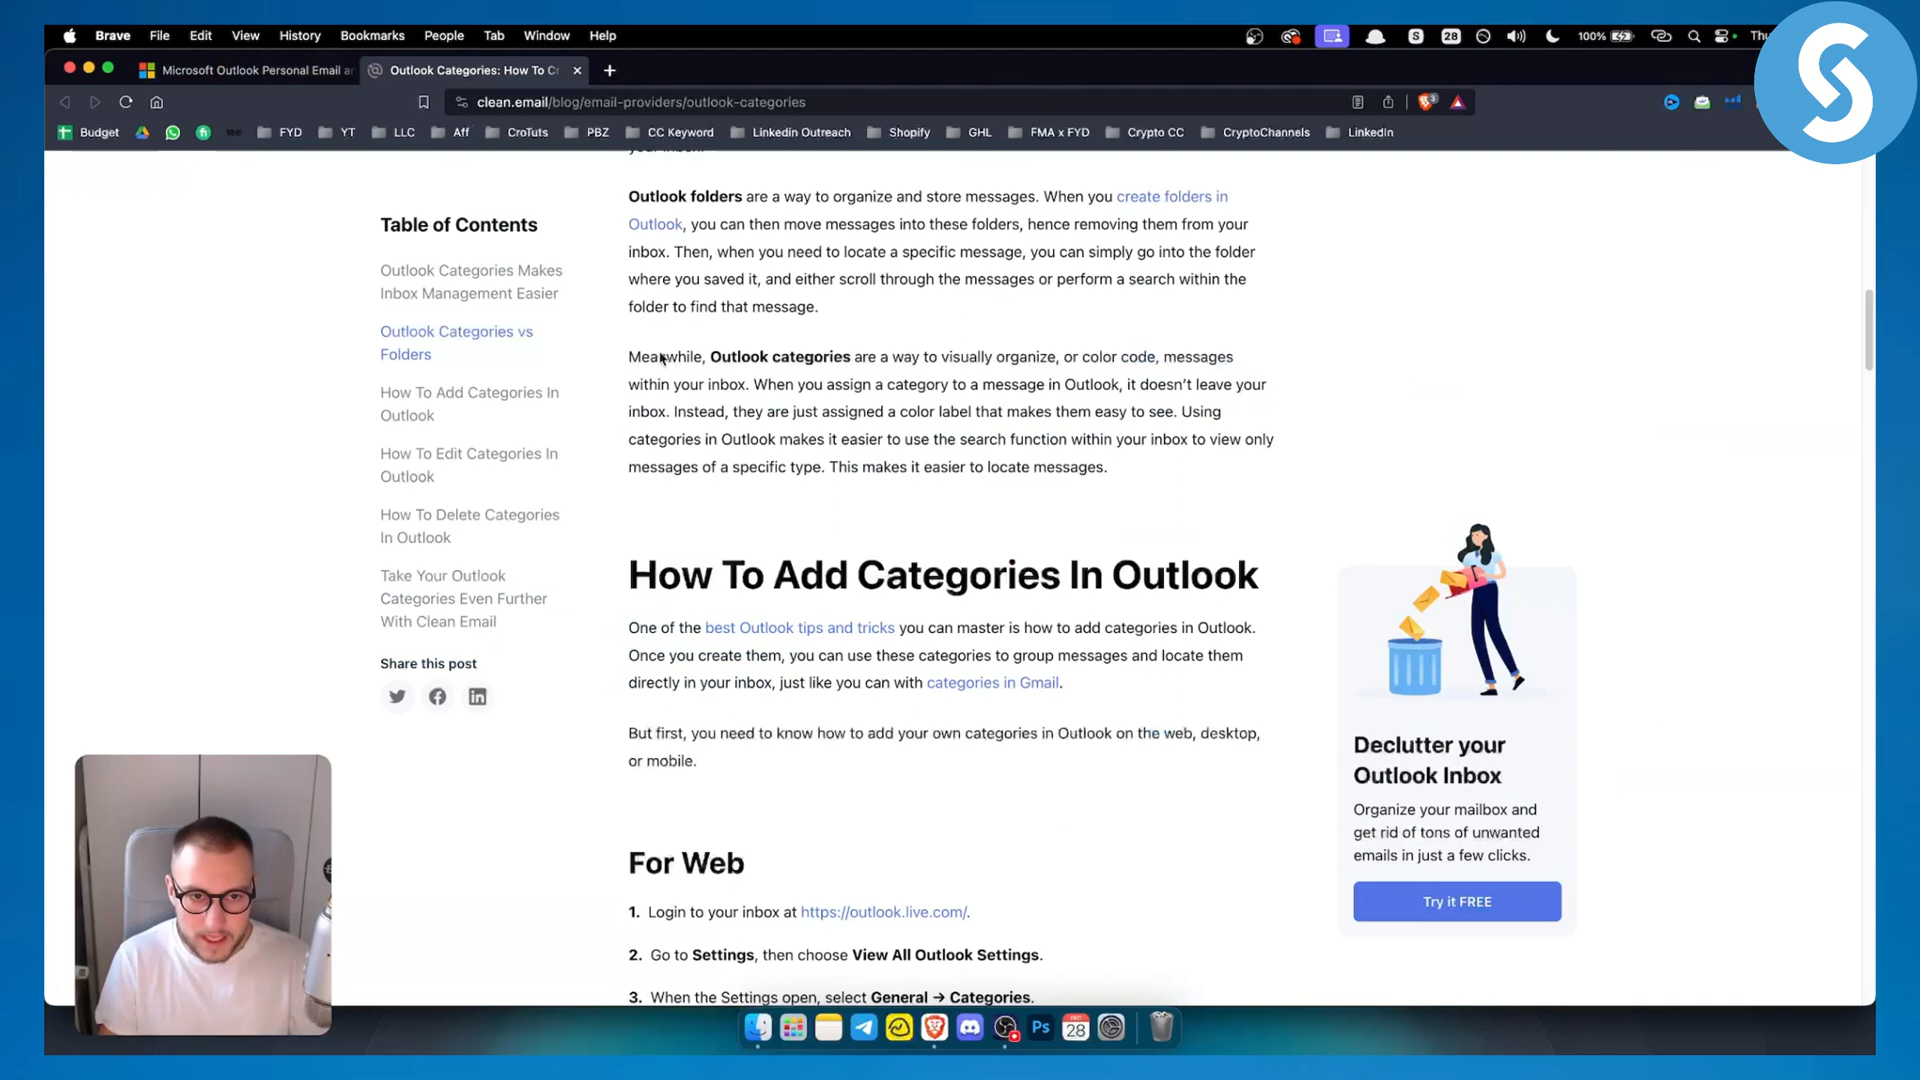 Brave File Edit View History Bookmarks People Tab Window Help
S 28 100% Thu
Microsoft Outlook Personal Email an
Outlook Categories: How To Cr
clean.email/blog/email-providers/outlook-categories
3
Budget FYD YT LLC Aff CroTuts PBZ CC Keyword Linkedin Outreach Shopify GHL FMA x FYD Crypto CC CryptoChannels LinkedIn
your inbox.
Outlook folders are a way to organize and store messages. When you create folders in
Outlook, you can then move messages into these folders, hence removing them from your
inbox. Then, when you need to locate a specific message, you can simply go into the folder
where you saved it, and either scroll through the messages or perform a search within the
folder to find that message.
Meanwhile, Outlook categories are a way to visually organize, or color code, messages
within your inbox. When you assign a category to a message in Outlook, it doesn’t leave your
inbox. Instead, they are just assigned a color label that makes them easy to see. Using
categories in Outlook makes it easier to use the search function within your inbox to view only
messages of a specific type. This makes it easier to locate messages.
How To Add Categories In Outlook
One of the best Outlook tips and tricks you can master is how to add categories in Outlook.
Once you create them, you can use these categories to group messages and locate them
directly in your inbox, just like you can with categories in Gmail.
But first, you need to know how to add your own categories in Outlook on the web, desktop,
or mobile.
For Web
1. Login to your inbox at https://outlook.live.com/.
2. Go to Settings, then choose View All Outlook Settings.
3. When the Settings open, select General → Categories.
Table of Contents
Outlook Categories Makes
Inbox Management Easier
Outlook Categories vs
Folders
How To Add Categories In
Outlook
How To Edit Categories In
Outlook
How To Delete Categories
In Outlook
Take Your Outlook
Categories Even Further
With Clean Email
Share this post
Declutter your
Outlook Inbox
Organize your mailbox and
get rid of tons of unwanted
emails in just a few clicks.
Try it FREE
Ps
DEC
28